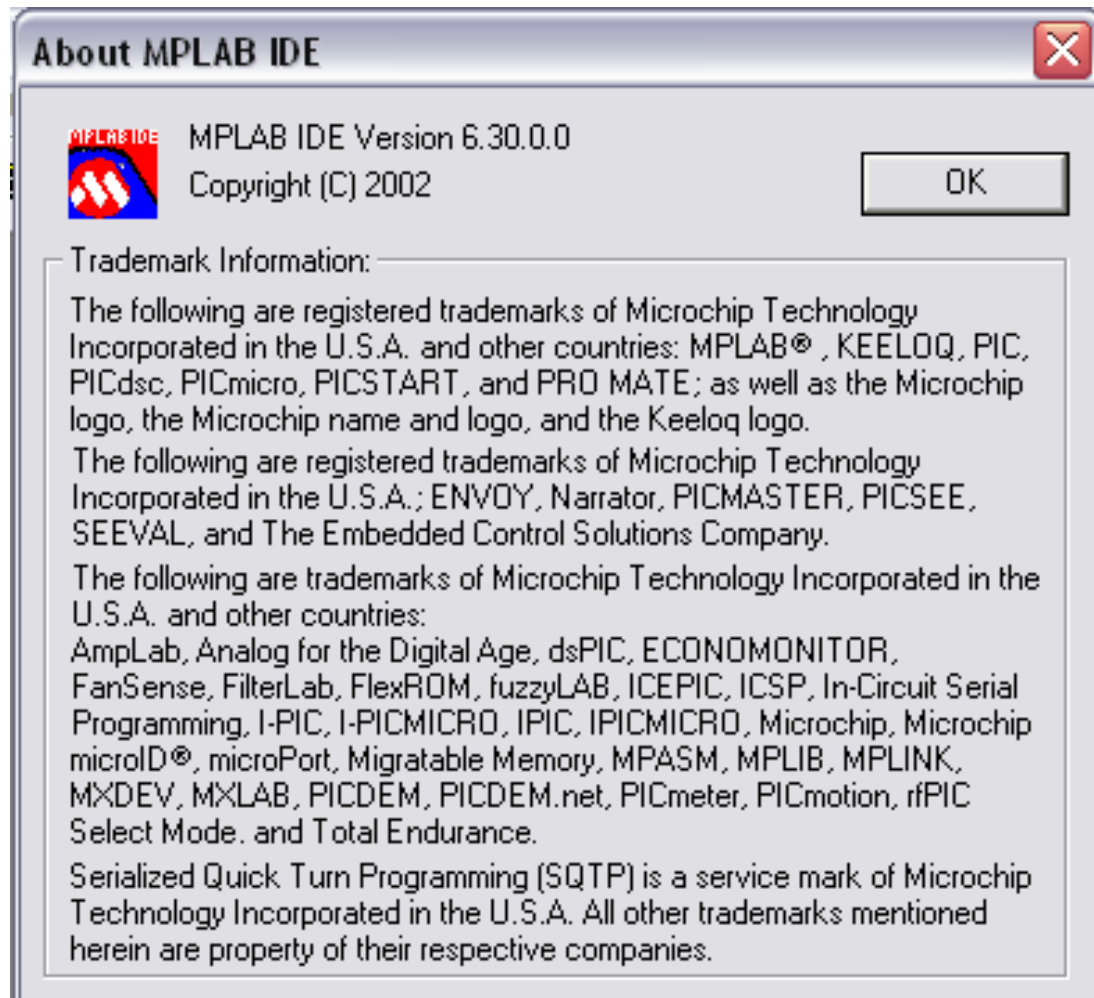 About MPLAB IDE
MPLAB IDE
MPLAB IDE Version 6.30.0.0
Copyright (C) 2002
OK
Trademark Information:
The following are registered trademarks of Microchip Technology
Incorporated in the U.S.A. and other countries: MPLAB® , KEELOQ, PIC,
PICdsc, PICmicro, PICSTART, and PRO MATE; as well as the Microchip
logo, the Microchip name and logo, and the Keeloq logo.
The following are registered trademarks of Microchip Technology
Incorporated in the U.S.A.; ENVOY, Narrator, PICMASTER, PICSEE,
SEEVAL, and The Embedded Control Solutions Company.
The following are trademarks of Microchip Technology Incorporated in the
U.S.A. and other countries:
AmpLab, Analog for the Digital Age, dsPIC, ECONOMONITOR,
FanSense, FilterLab, FlexROM, fuzzyLAB, ICEPIC, ICSP, In-Circuit Serial
Programming, I-PIC, I-PICMICRO, IPIC, IPICMICRO, Microchip, Microchip
microID®, microPort, Migratable Memory, MPASM, MPLIB, MPLINK,
MXDEV, MXLAB, PICDEM, PICDEM.net, PICmeter, PICmotion, rfPIC
Select Mode. and Total Endurance.
Serialized Quick Turn Programming (SQTP) is a service mark of Microchip
Technology Incorporated in the U.S.A. All other trademarks mentioned
herein are property of their respective companies.